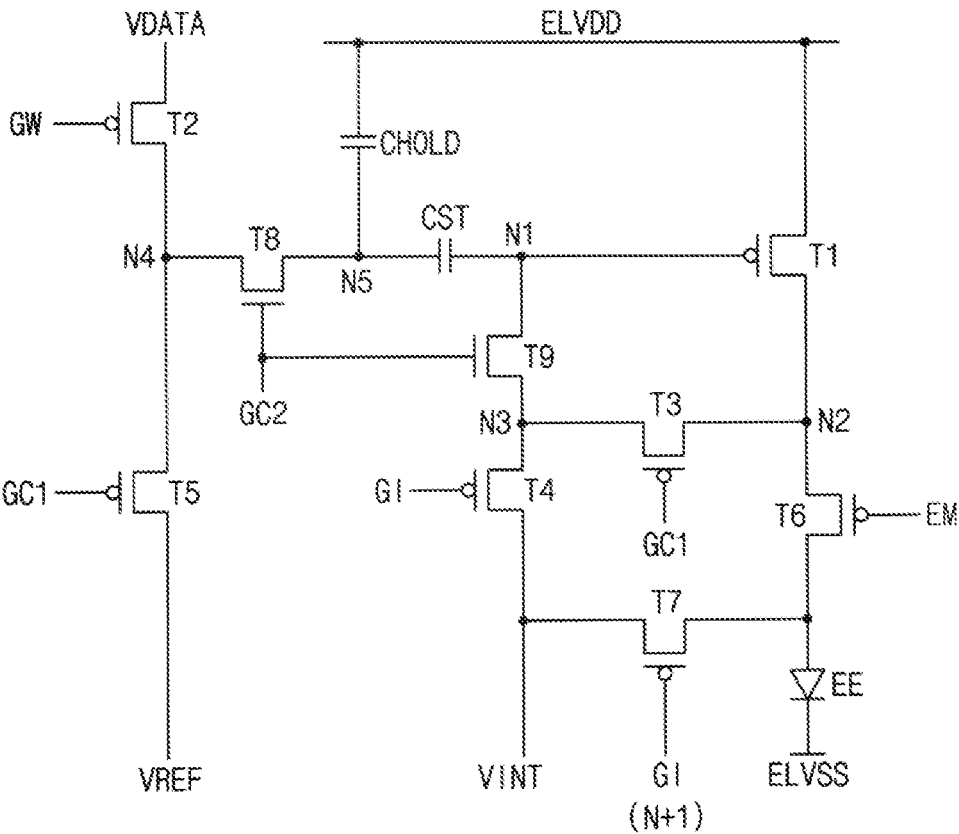 VDATA
ELVDD
GW
T2
CHOLD
CST
T8
N1
N4
N5
T1
T9
GC2
T3
N3
N2
GC1
T5
GI
T4
T6
EM
GC1
T7
EE
VREF
VINT
GI
ELVSS
(N+1)